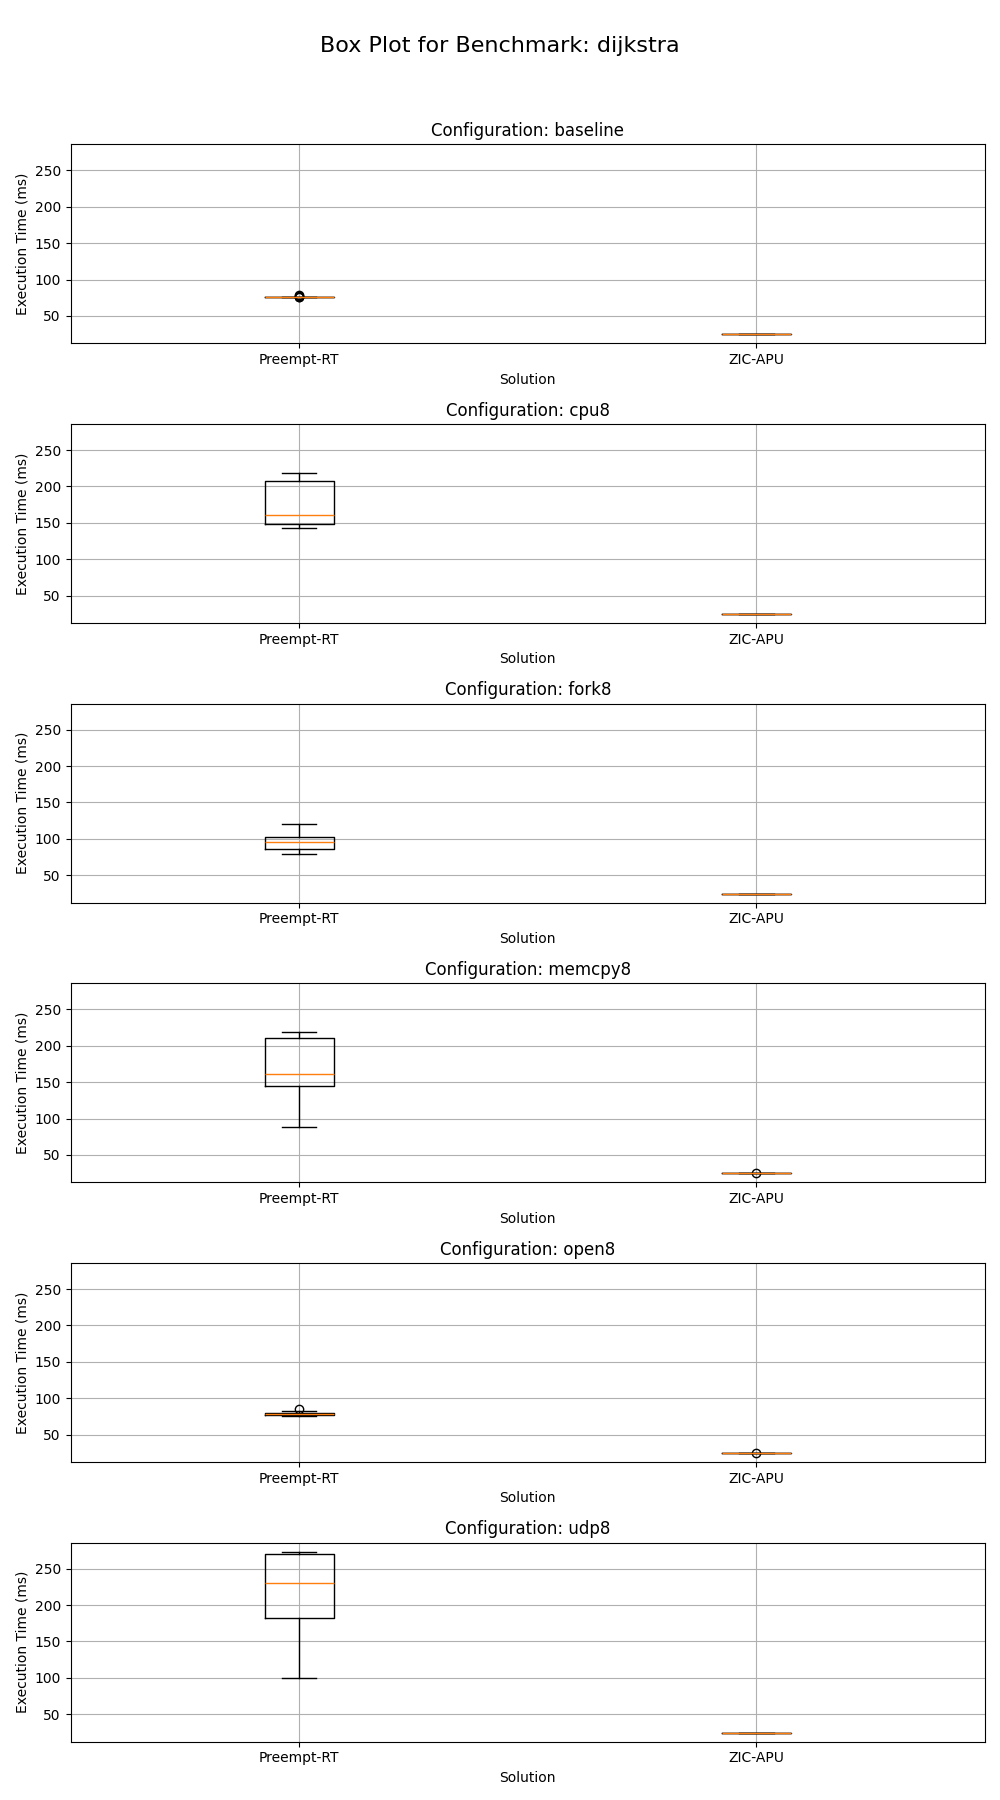 Box Plot for Benchmark: dijkstra
Configuration: baseline
Execution Time (ms)
250
200
150
100
50
Preempt-RT ZIC-APU
Solution
Configuration: cpu8
Execution Time (ms)
250
200
150
100
50
Preempt-RT ZIC-APU
Solution
Configuration: fork8
Execution Time (ms)
250
200
150
100
50
Preempt-RT ZIC-APU
Solution
Configuration: memcpy8
Execution Time (ms)
250
200
150
100
50
Preempt-RT ZIC-APU
Solution
Configuration: open8
Execution Time (ms)
250
200
150
100
50
Preempt-RT ZIC-APU
Solution
Configuration: udp8
Execution Time (ms)
250
200
150
100
50
Preempt-RT ZIC-APU
Solution